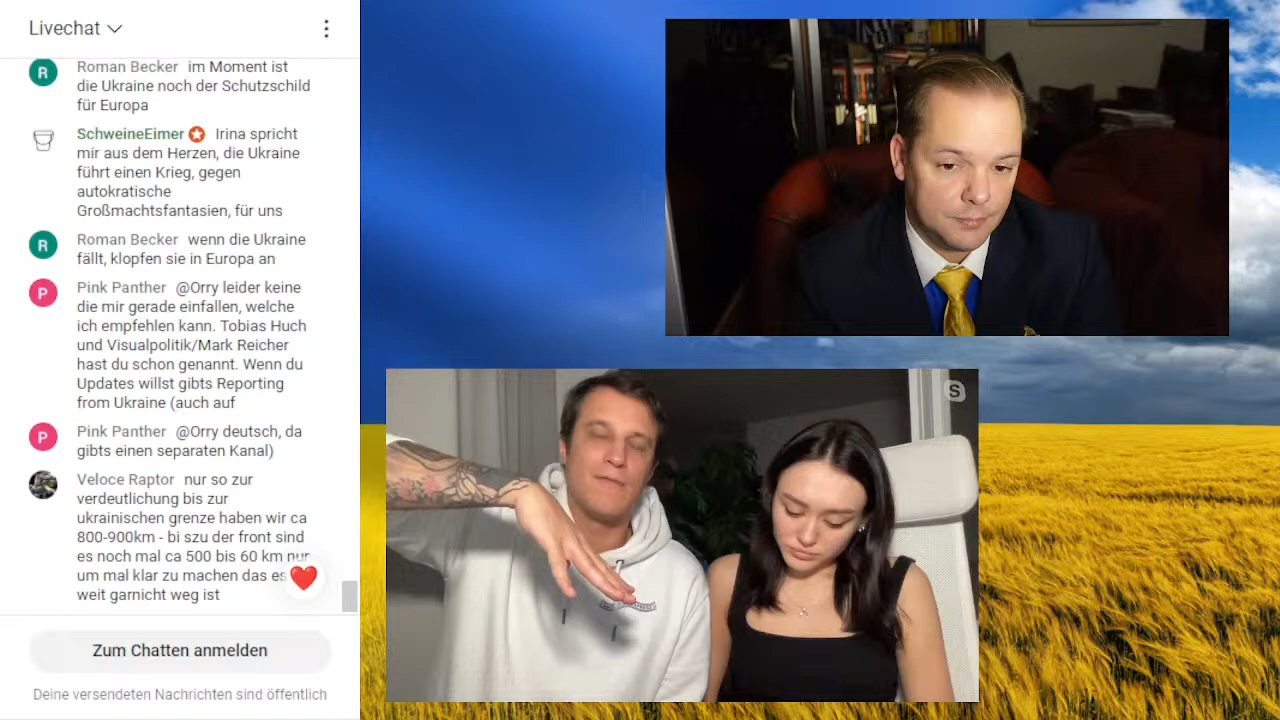 Livechat
Roman Becker im Moment ist
die Ukraine noch der Schutzschild
für Europa
SchweineEimer Irina spricht
mir aus dem Herzen, die Ukraine
führt einen Krieg, gegen
autokratische
Großmachtsfantasien, für uns
R
Roman Becker wenn die Ukraine
fällt, klopfen sie in Europa an
R
Pink Panther @Orry leider keine
die mir gerade einfallen, welche
ich empfehlen kann. Tobias Huch
und Visualpolitik/Mark Reicher
hast du schon genannt. Wenn du
Updates willst gibts Reporting
from Ukraine (auch auf
P
Pink Panther @Orry deutsch, da
gibts einen separaten Kanal)
P
Veloce Raptor nur so zur
verdeutlichung bis zur
ukrainischen grenze haben wir ca
800-900km - bi szu der front sind
es noch mal ca 500 bis 60 km nur
um mal klar zu machen das es
weit garnicht weg ist
Zum Chatten anmelden
Deine versendeten Nachrichten sind öffentlich
S